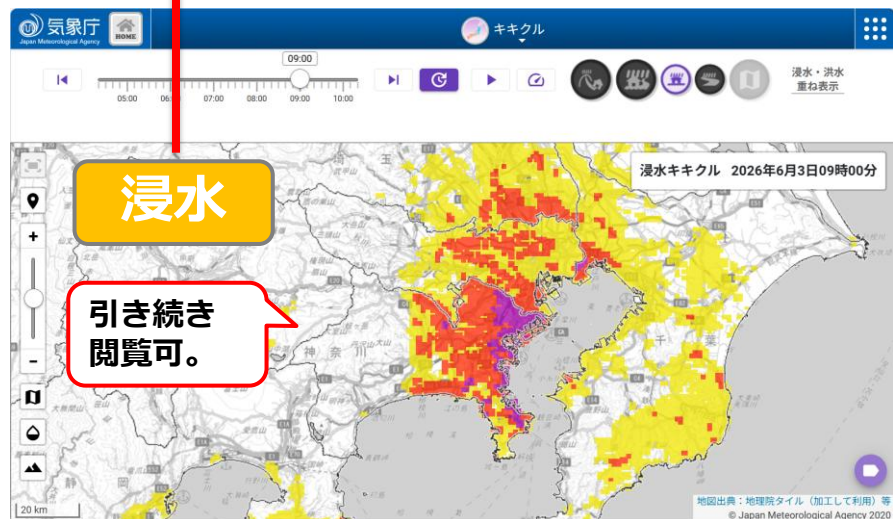 気象庁
Japan Meteorological Agency
HOME
キキクル
09:00
05:00
07:00
08:00
09:00
10:00
浸水・洪水
重ね表示
浸水キキクル 2026年6月3日09時00分
浸水
引き続き
閲覧可。
埼
玉
神奈川
千
葉
静
岡
20 km
地図出典：地理院タイル（加工して利用）等
© Japan Meteorological Agency 2020